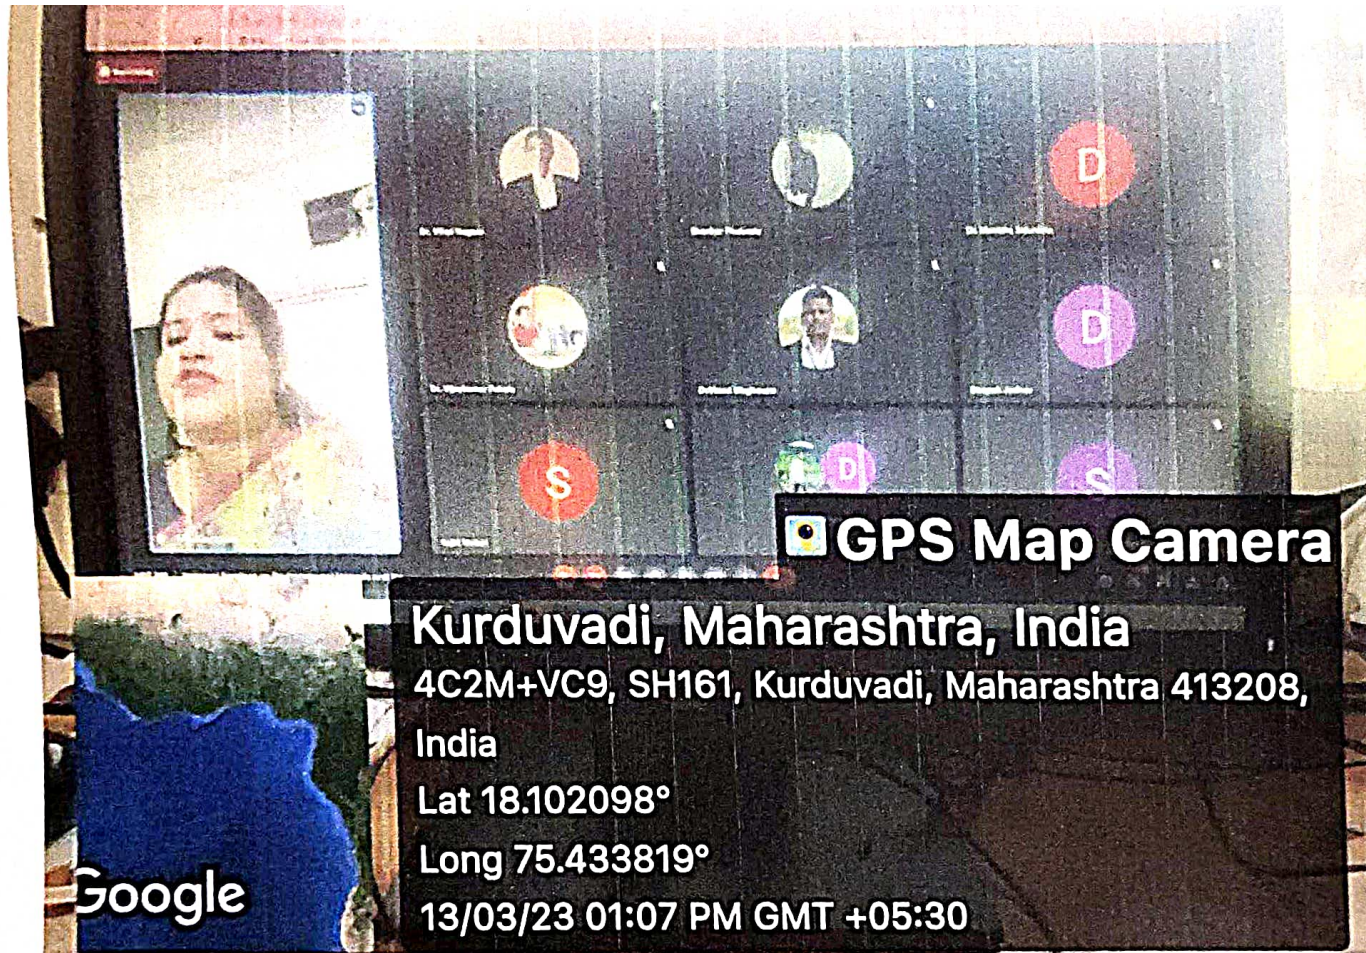 D
D
S
D
S
GPS Map Camera
Kurduvadi, Maharashtra, India
4C2M+VC9, SH161, Kurduvadi, Maharashtra 413208,
India
Lat 18.102098°
Long 75.433819°
13/03/23 01:07 PM GMT +05:30
Google